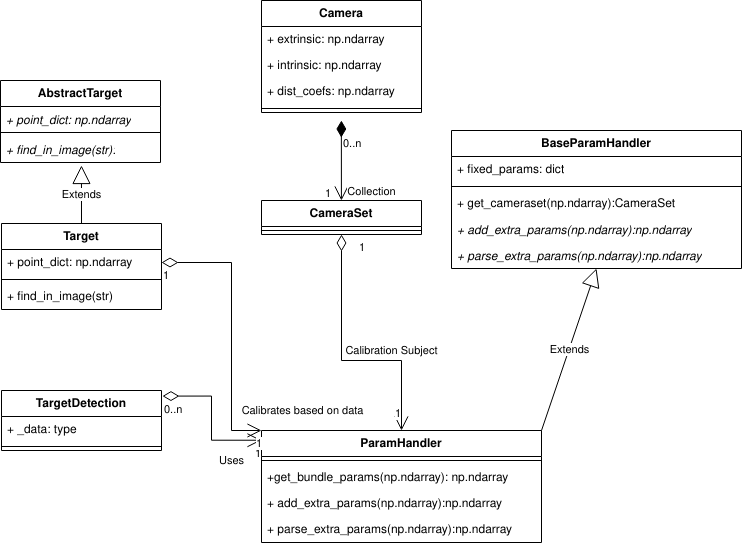 Camera
+ extrinsic: np.ndarray
+ intrinsic: np.ndarray
+ dist_coefs: np.ndarray
0..n
1
Collection
CameraSet
1
AbstractTarget
+ point_dict: np.ndarray
+ find_in_image(str).
Extends
Target
+ point_dict: np.ndarray
+ find_in_image(str)
1
BaseParamHandler
+ fixed_params: dict
+ get_cameraset(np.ndarray):CameraSet
+ add_extra_params(np.ndarray):np.ndarray
+ parse_extra_params(np.ndarray):np.ndarray
Extends
Calibration Subject
1
TargetDetection
+ _data: type
0..n
Calibrates based on data
1
1
1
Uses
ParamHandler
+get_bundle_params(np.ndarray): np.ndarray
+ add_extra_params(np.ndarray):np.ndarray
+ parse_extra_params(np.ndarray):np.ndarray